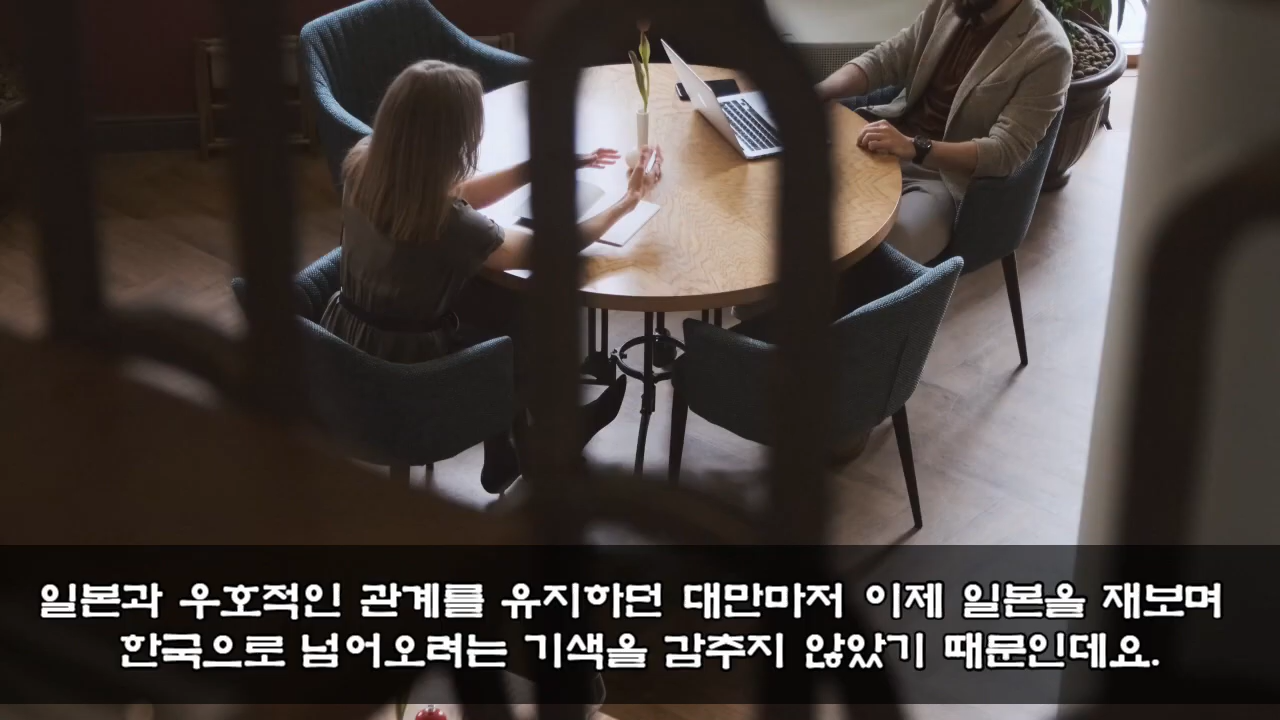 일본과 우호적인 관계를 유지하던 대만마저 이제 일본을 재보며
한국으로 넘어오려는 기색을 감추지 않았기 때문인데요.